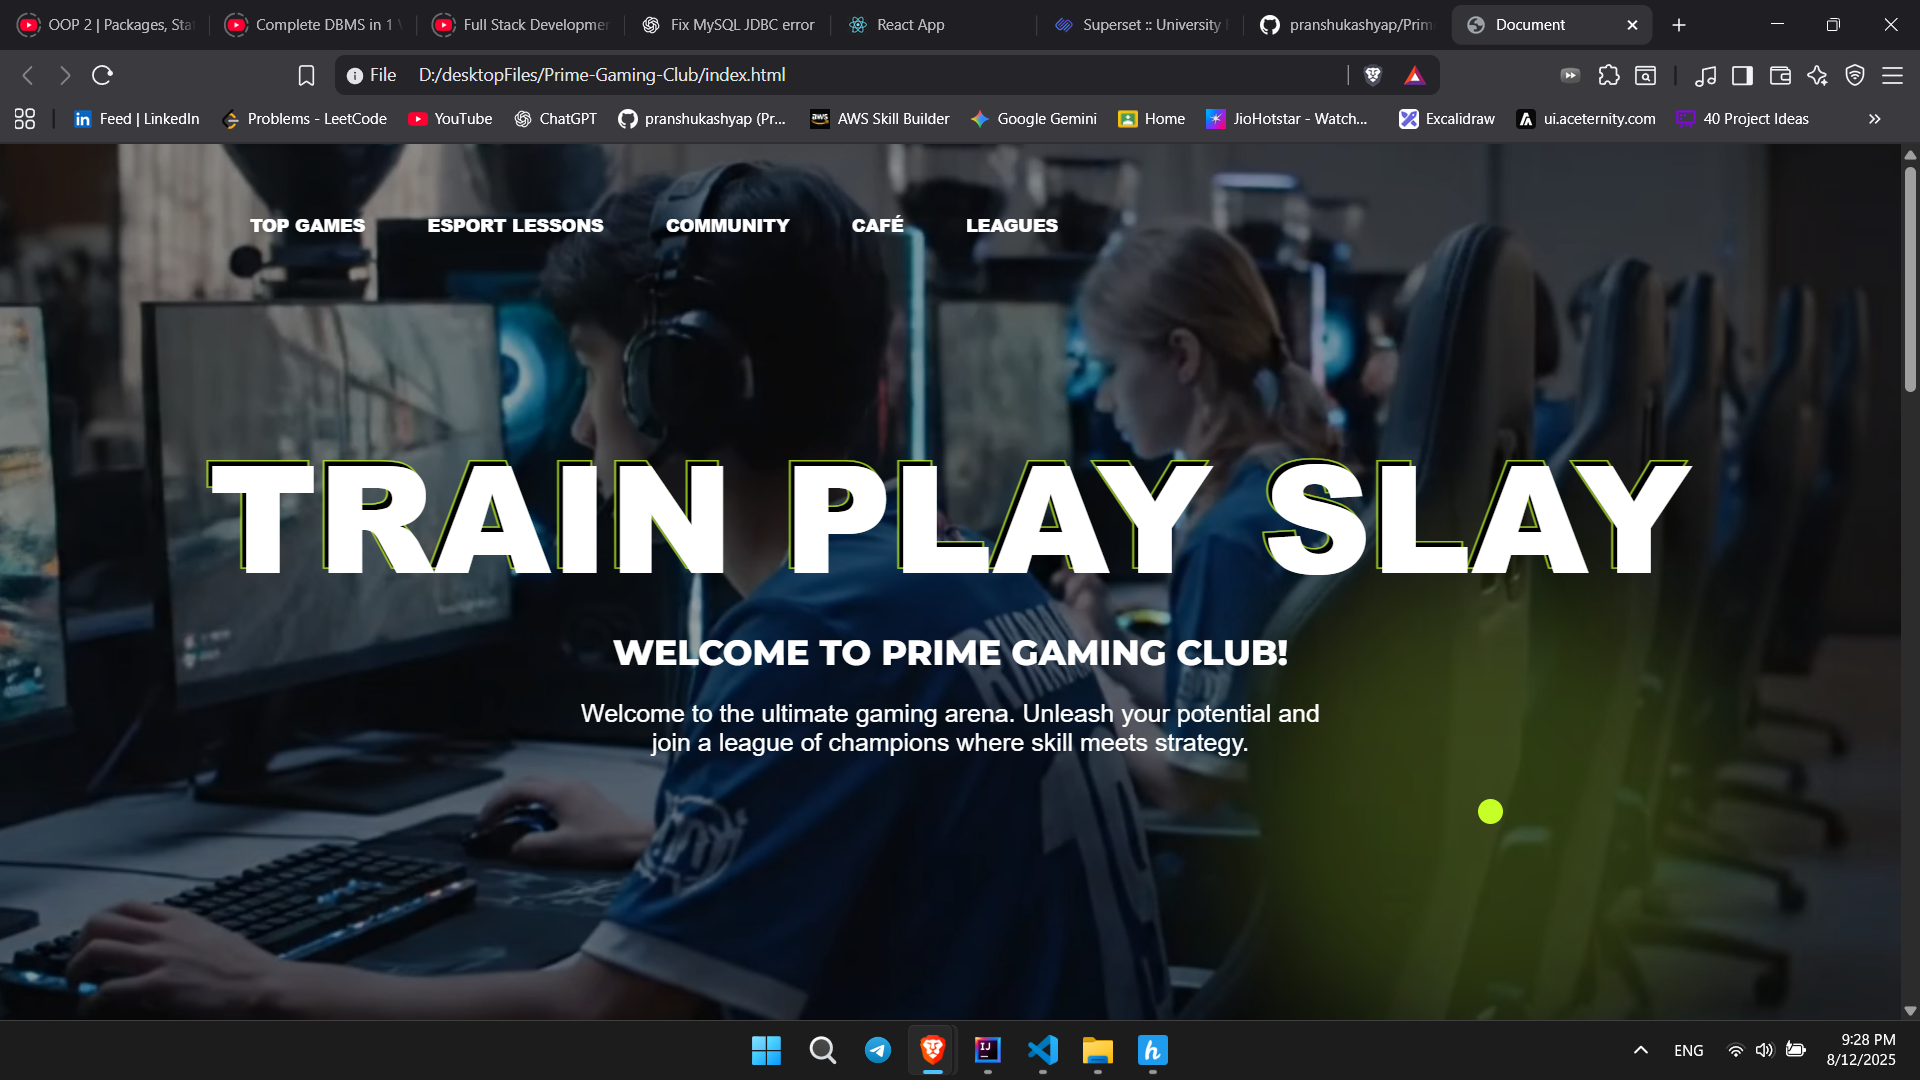 OOP 2 | Packages, Stat
Complete DBMS in 1
Full Stack Developmen
Fix MySQL JDBC error
React App
Superset :: University
pranshukashyap/Prim
Document
File
D:/desktopFiles/Prime-Gaming-Club/index.html
Feed | LinkedIn
Problems - LeetCode
YouTube
ChatGPT
pranshukashyap (Pr...
aws
AWS Skill Builder
Google Gemini
Home
JioHotstar - Watch...
Excalidraw
ui.aceternity.com
40 Project Ideas
TOP GAMES
ESPORT LESSONS
COMMUNITY
CAFÉ
LEAGUES
TRAIN PLAY SLAY
WELCOME TO PRIME GAMING CLUB!
Welcome to the ultimate gaming arena. Unleash your potential and
join a league of champions where skill meets strategy.
ENG
9:28 PM
8/12/2025